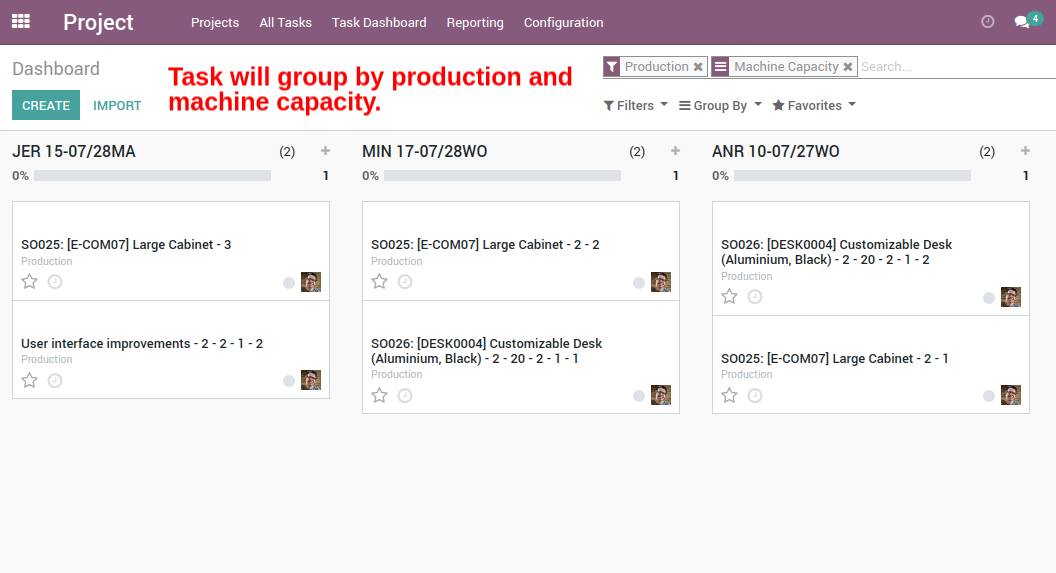 Project
Projects All Tasks Task Dashboard Reporting Configuration
4
Dashboard
Task will group by production and
machine capacity.
Production Machine Capacity Search...
CREATE IMPORT
Filters Group By Favorites
JER 15-07/28MA (2) +
0% 1
SO025: [E-COM07] Large Cabinet - 3
Production
User interface improvements - 2 - 2 - 1 - 2
Production
MIN 17-07/28WO (2) +
0% 1
SO025: [E-COM07] Large Cabinet - 2 - 2
Production
SO026: [DESK0004] Customizable Desk
(Aluminium, Black) - 2 - 20 - 2 - 1 - 1
Production
ANR 10-07/27WO (2) +
0% 1
SO026: [DESK0004] Customizable Desk
(Aluminium, Black) - 2 - 20 - 2 - 1 - 2
Production
SO025: [E-COM07] Large Cabinet - 2 - 1
Production